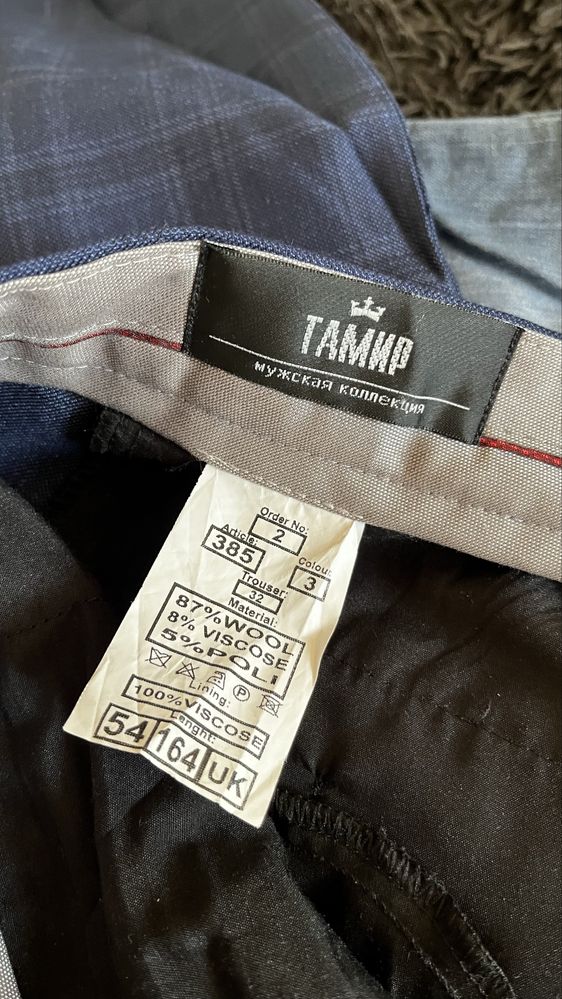 ТАМИР
мужская коллекция
Order No:
2
Article:
385
Colour:
3
Trouser:
32
Material:
87%WOOL
8% VISCOSE
5%POLI
P
Lining:
100%VISCOSE
Lenght:
54 164 UK